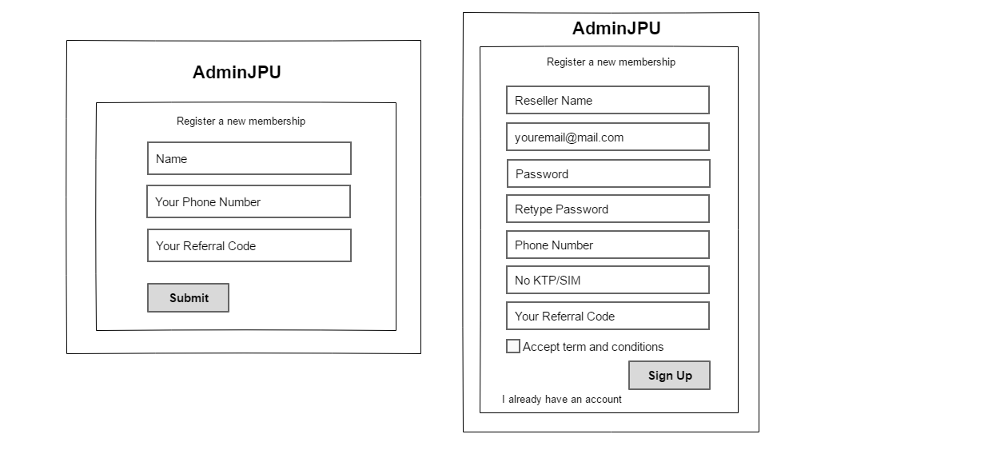 AdminJPU
Register a new membership
Name
Your Phone Number
Your Referral Code
Submit
AdminJPU
Register a new membership
Reseller Name
youremail@mail.com
Password
Retype Password
Phone Number
No KTP/SIM
Your Referral Code
Accept term and conditions
Sign Up
I already have an account